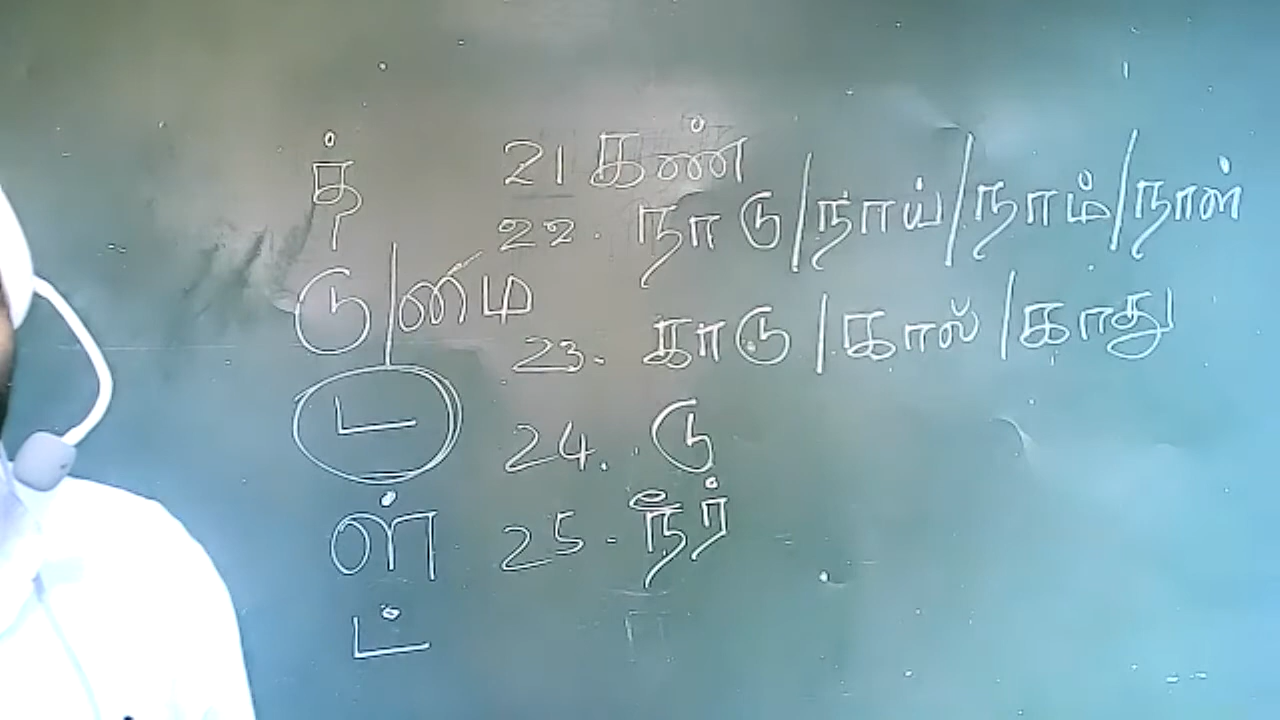 த்
21 கண்
22. நாடு/நாய்/நாம்/நான்
டு/மை
23. காடு/கால்/காது
ட
24. டு
25. நீர்
ள்
ட்